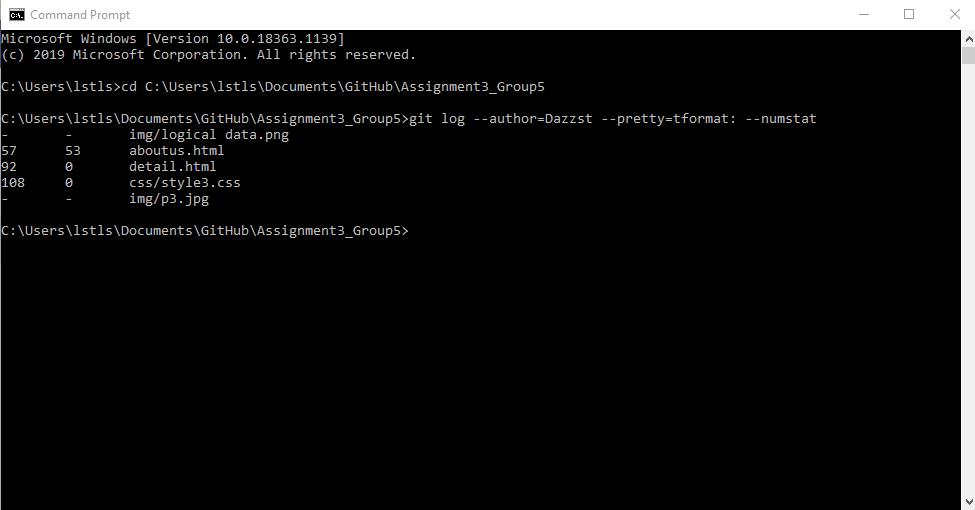 Command Prompt
Microsoft Windows [Version 10.0.18363.1139]
(c) 2019 Microsoft Corporation. All rights reserved.
C:\Users\lstls>cd C:\Users\lstls\Documents\GitHub\Assignment3_Group5
C:\Users\lstls\Documents\GitHub\Assignment3_Group5>git log --author=Dazzst --pretty=tformat: --numstat
-       -       img/logical data.png
57      53      aboutus.html
92      0       detail.html
108     0       css/style3.css
-       -       img/p3.jpg
C:\Users\lstls\Documents\GitHub\Assignment3_Group5>